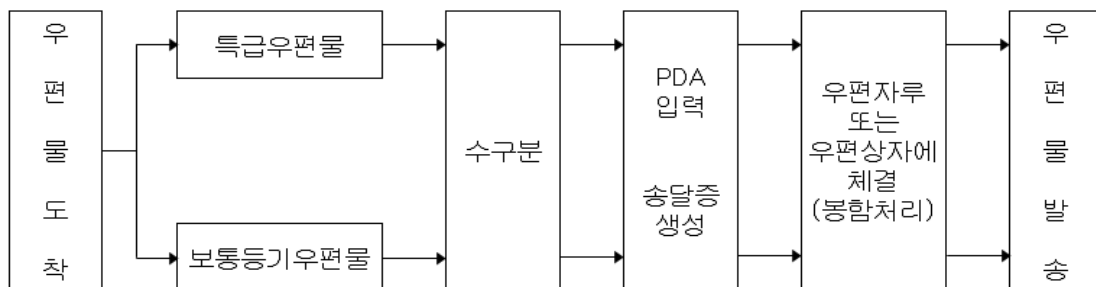 우편물도착
특급우편물
보통등기우편물
수구분
PDA
입력
송달증
생성
우편자루
또는
우편상자에
체결
(봉함처리)
우편물발송